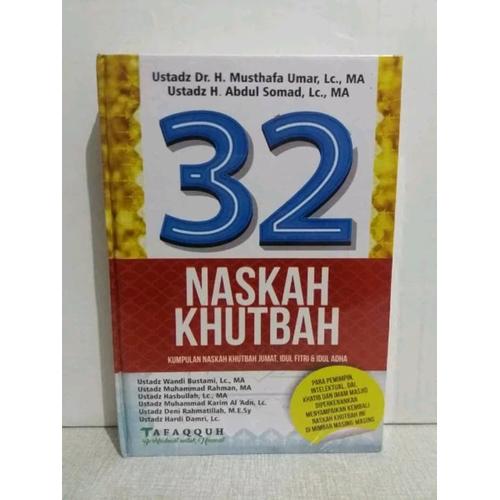 Ustadz Dr. H. Musthafa Umar, Lc., MA
Ustadz H. Abdul Somad, Lc., MA
32
NASKAH
KHUTBAH
KUMPULAN NASKAH KHUTBAH JUMAT, IDUL FITRI & IDUL ADHA
Ustadz Wandi Bustami, Lc., MA
Ustadz Muhammad Rahman, MA
Ustadz Hasbullah, Lc., MA
Ustadz Muhammad Karim Al 'Adn, Lc.
Ustadz Deni Rahmatillah, M.E.Sy
Ustadz Hardi Damri, Lc.
PARA PEMIMPIN,
INTELEKTUAL, DAI,
KHATIB DAN IMAM MASJID
DIPERKENANKAN
MENYAMPAIKAN KEMBALI
NASKAH KHUTBAH INI
DI MIMBAR MASING-MASING
TAFAQQUH
untuk Ummat